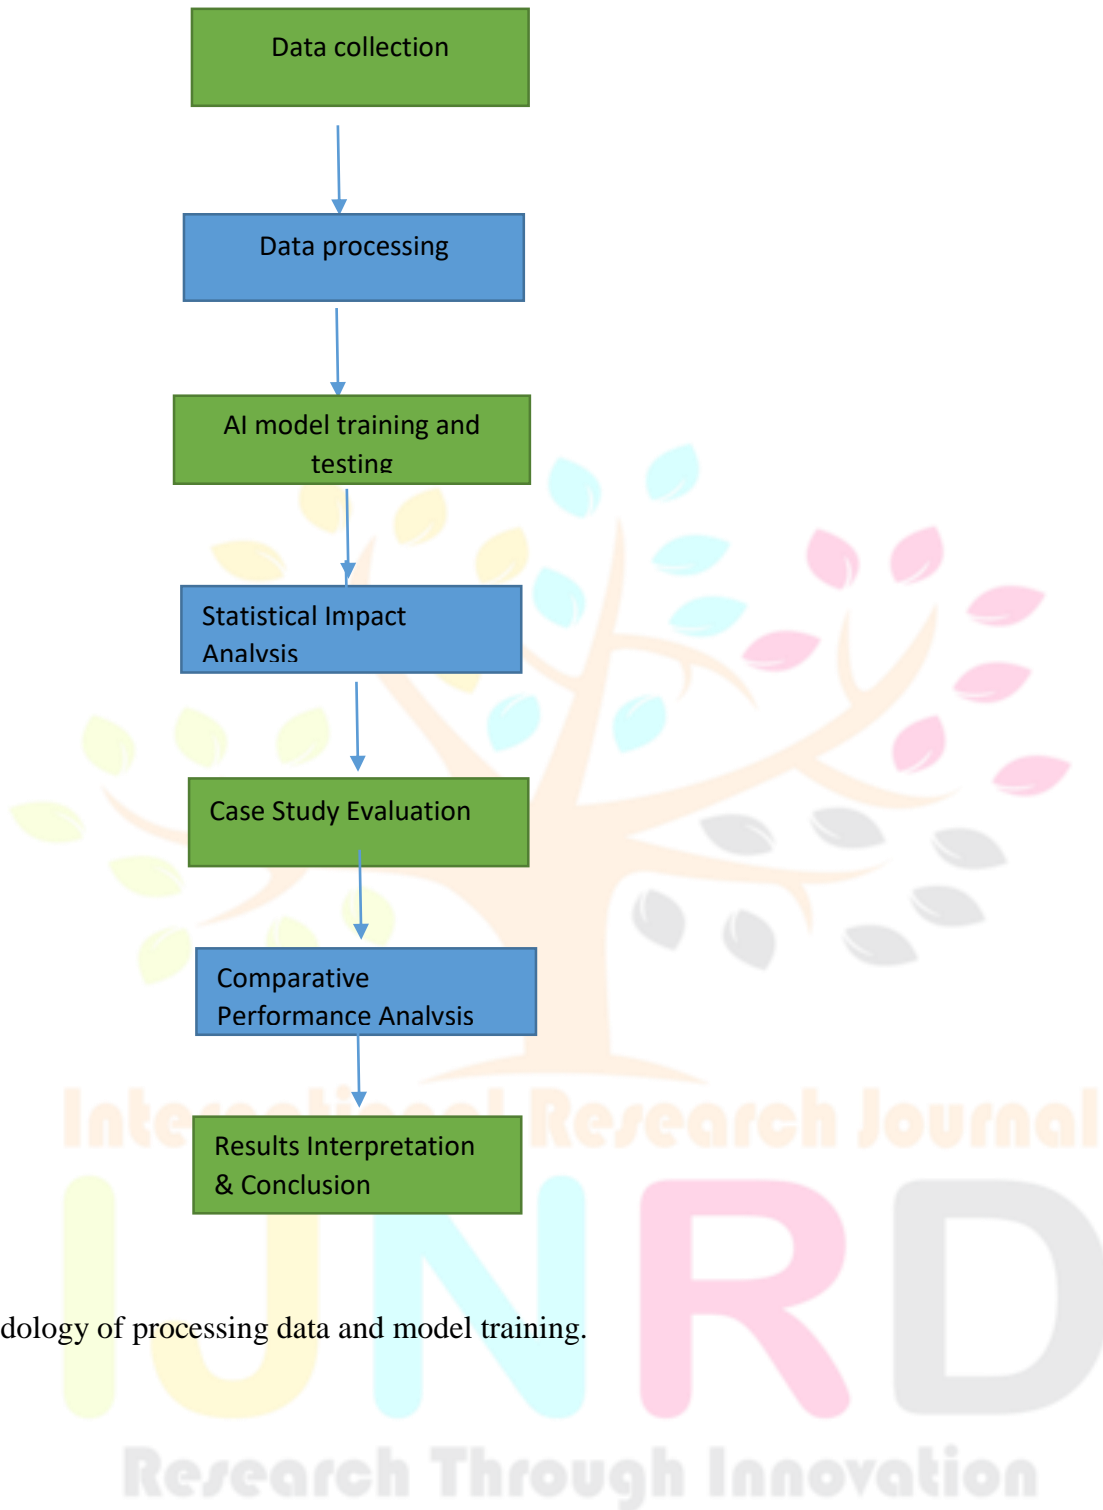 Data collection
Data processing
AI model training and
testing
Statistical Impact
Analysis
Case Study Evaluation
Comparative
Performance Analysis
International Research Journal
Results Interpretation
& Conclusion
IJNRD
dology of processing data and model training.
Research Through Innovation